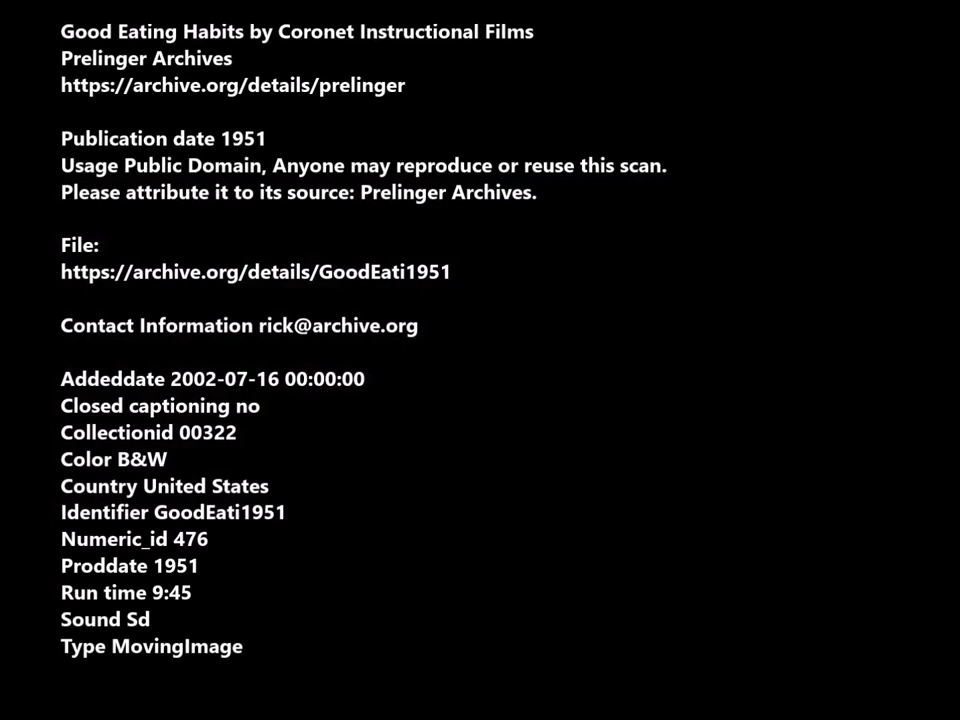 Good Eating Habits by Coronet Instructional Films
Prelinger Archives
https://archive.org/details/prelinger
Publication date 1951
Usage Public Domain, Anyone may reproduce or reuse this scan.
Please attribute it to its source: Prelinger Archives.
File:
https://archive.org/details/GoodEati1951
Contact Information rick@archive.org
Addeddate 2002-07-16 00:00:00
Closed captioning no
Collectionid 00322
Color B&W
Country United States
Identifier GoodEati1951
Numeric_id 476
Proddate 1951
Run time 9:45
Sound Sd
Type MovingImage